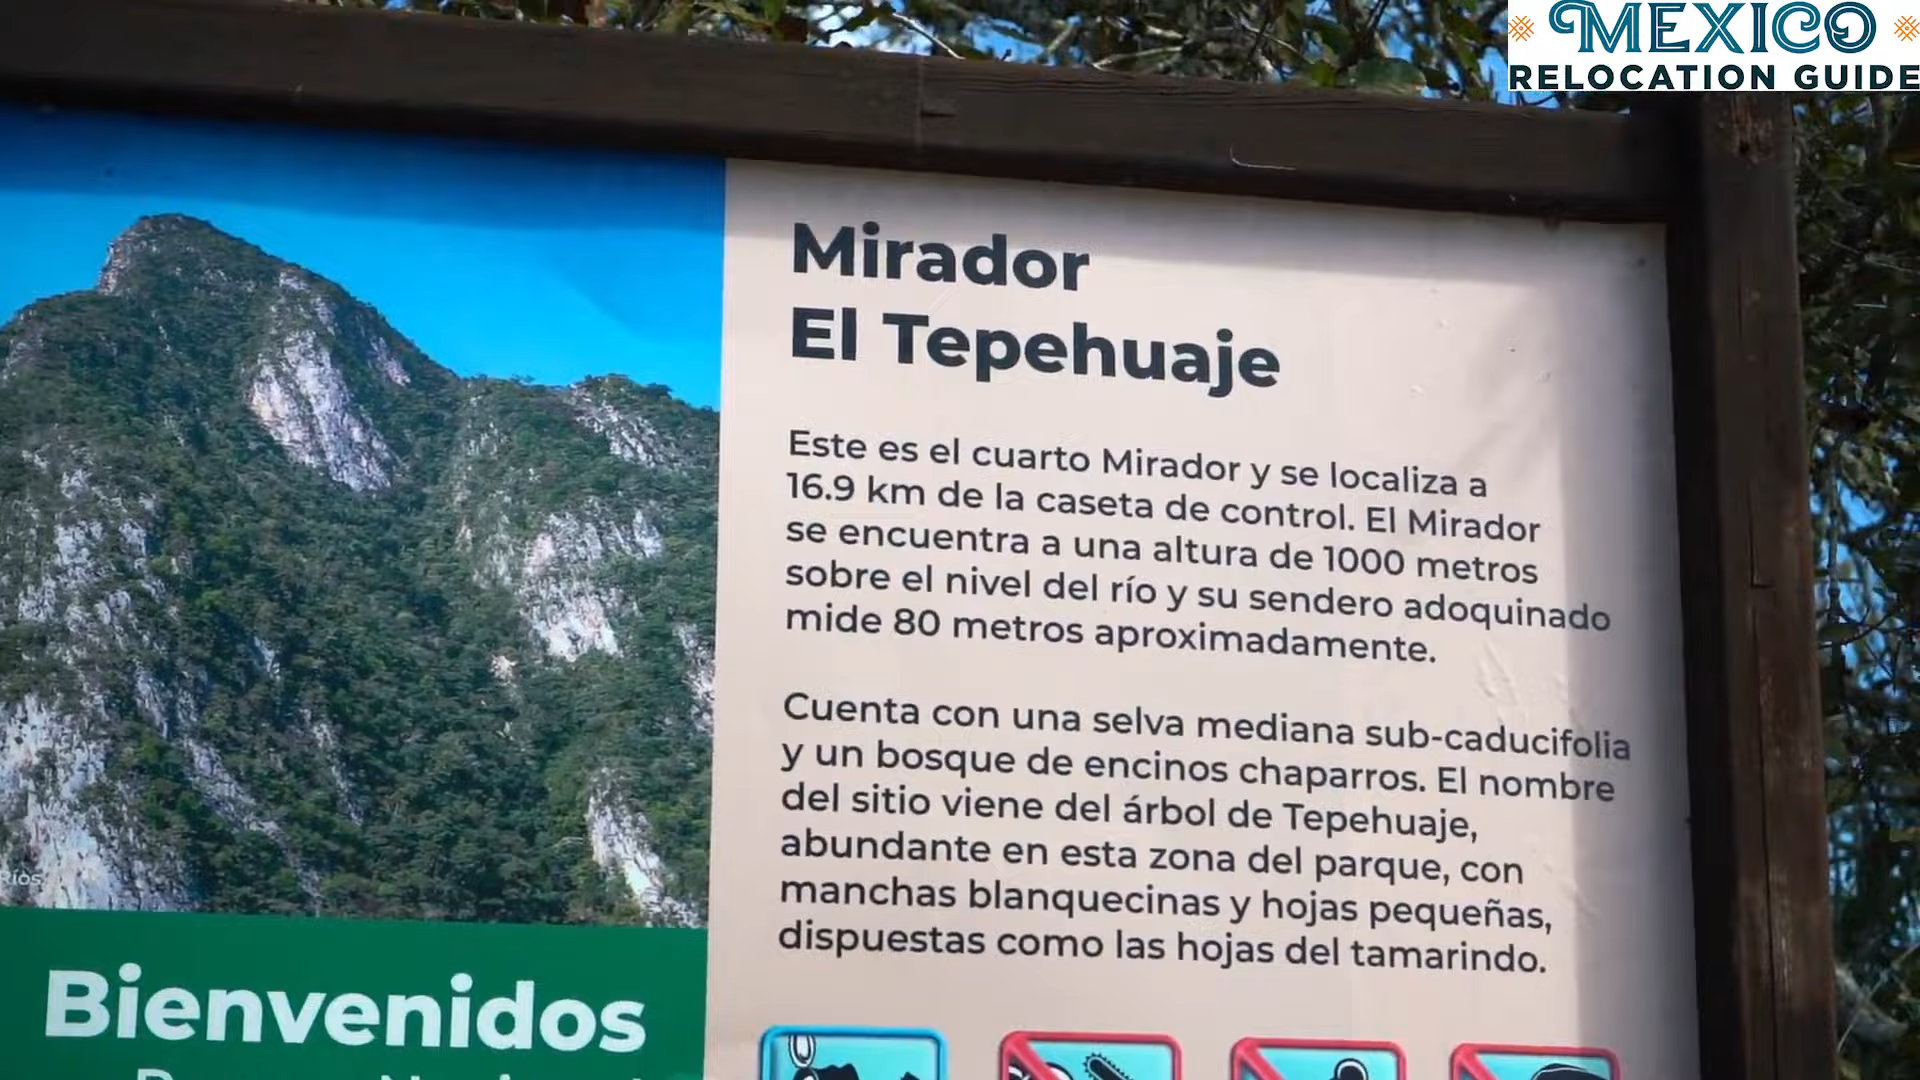 MEXICO
RELOCATION GUIDE
Mirador
El Tepehuaje
Este es el cuarto Mirador y se localiza a
16.9 km de la caseta de control. El Mirador
se encuentra a una altura de 1000 metros
sobre el nivel del río y su sendero adoquinado
mide 80 metros aproximadamente.
Cuenta con una selva mediana sub-caducifolia
y un bosque de encinos chaparros. El nombre
del sitio viene del árbol de Tepehuaje,
abundante en esta zona del parque, con
manchas blanquecinas y hojas pequeñas,
dispuestas como las hojas del tamarindo.
Ríos
Bienvenidos